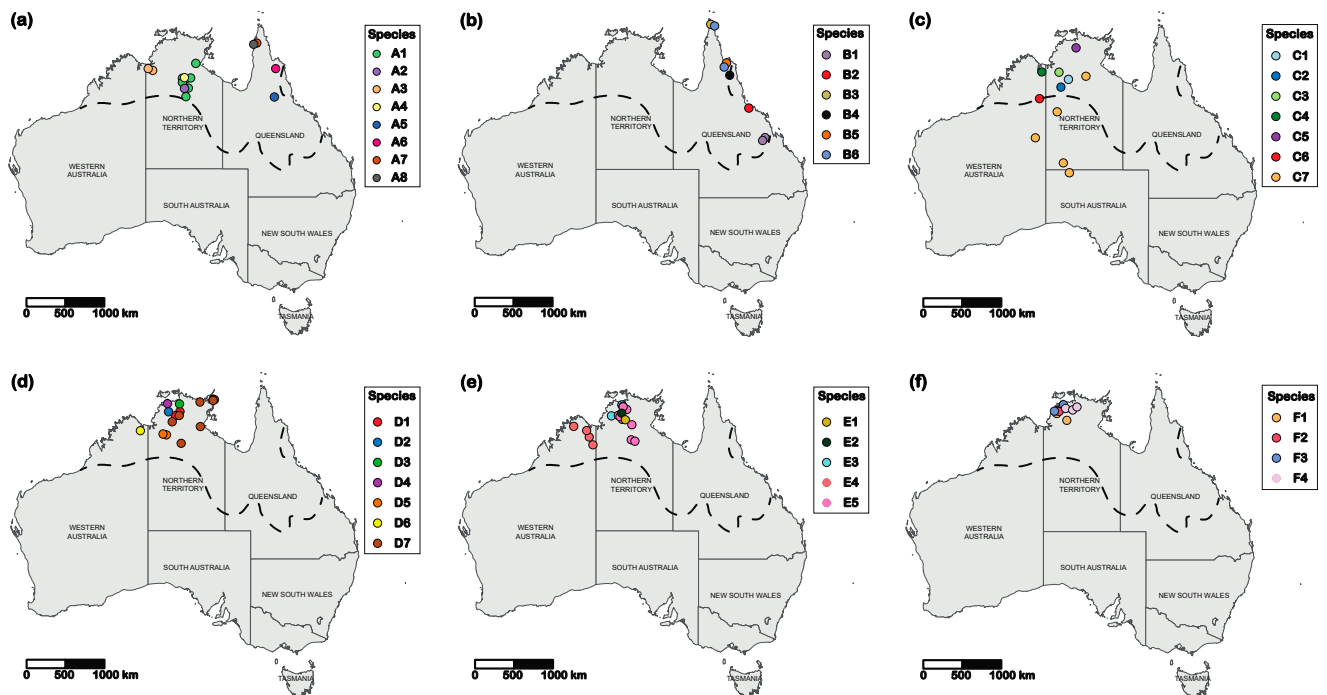 (a)
Species
A1
A2
A3
A4
A5
A6
A7
A8
NORTHERN
TERRITORY
QUEENSLAND
WESTERN
AUSTRALIA
SOUTH AUSTRALIA
NEW SOUTH WALES
TASMANIA
0 500 1000 km
(b)
Species
B1
B2
B3
B4
B5
B6
NORTHERN
TERRITORY
QUEENSLAND
WESTERN
AUSTRALIA
SOUTH AUSTRALIA
NEW SOUTH WALES
TASMANIA
0 500 1000 km
(c)
Species
C1
C2
C3
C4
C5
C6
C7
NORTHERN
TERRITORY
QUEENSLAND
WESTERN
AUSTRALIA
SOUTH AUSTRALIA
NEW SOUTH WALES
TASMANIA
0 500 1000 km
(d)
Species
D1
D2
D3
D4
D5
D6
D7
NORTHERN
TERRITORY
QUEENSLAND
WESTERN
AUSTRALIA
SOUTH AUSTRALIA
NEW SOUTH WALES
TASMANIA
0 500 1000 km
(e)
Species
E1
E2
E3
E4
E5
NORTHERN
TERRITORY
QUEENSLAND
WESTERN
AUSTRALIA
SOUTH AUSTRALIA
NEW SOUTH WALES
TASMANIA
0 500 1000 km
(f)
Species
F1
F2
F3
F4
NORTHERN
TERRITORY
QUEENSLAND
WESTERN
AUSTRALIA
SOUTH AUSTRALIA
NEW SOUTH WALES
TASMANIA
0 500 1000 km